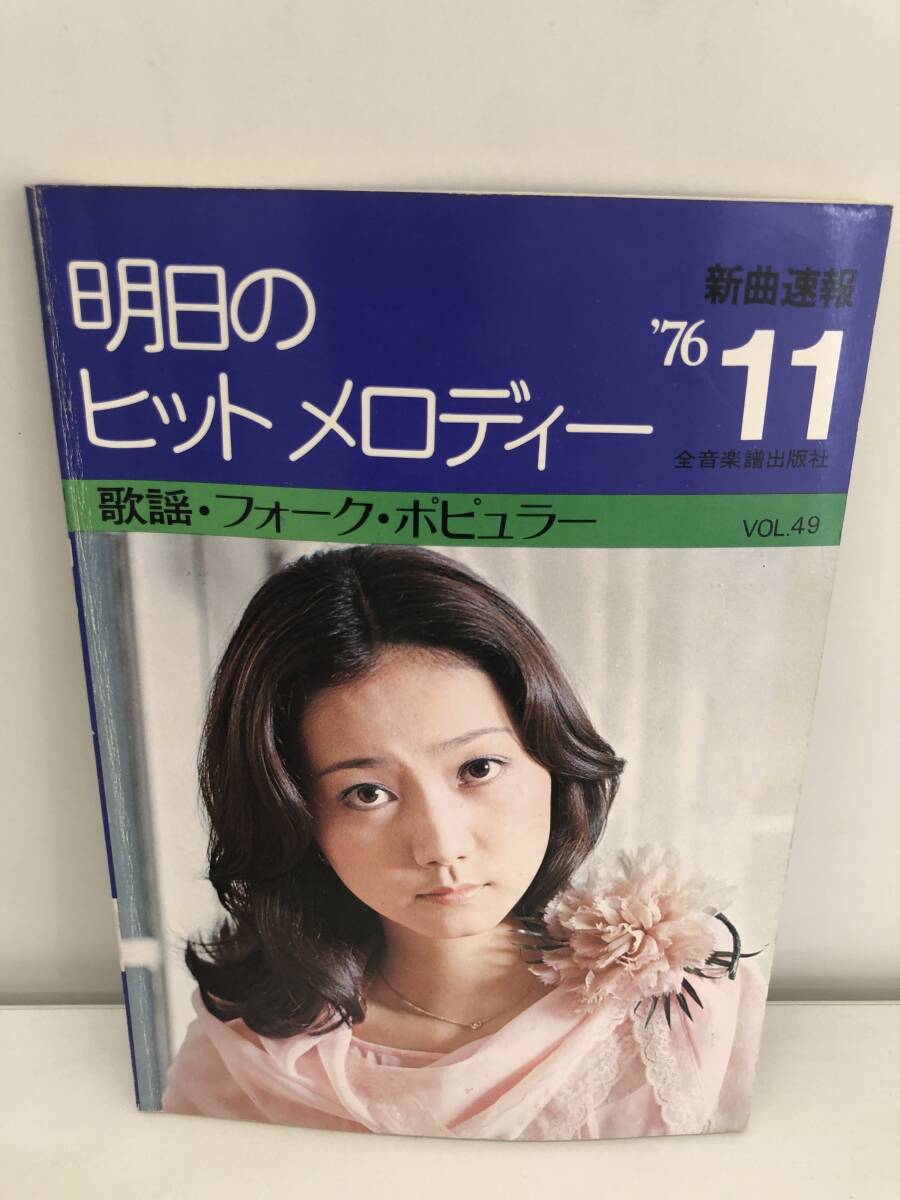 明日の
ヒット メロディー
新曲速報
'76 11
全音楽譜出版社
歌謡・フォーク・ポピュラー
VOL.49